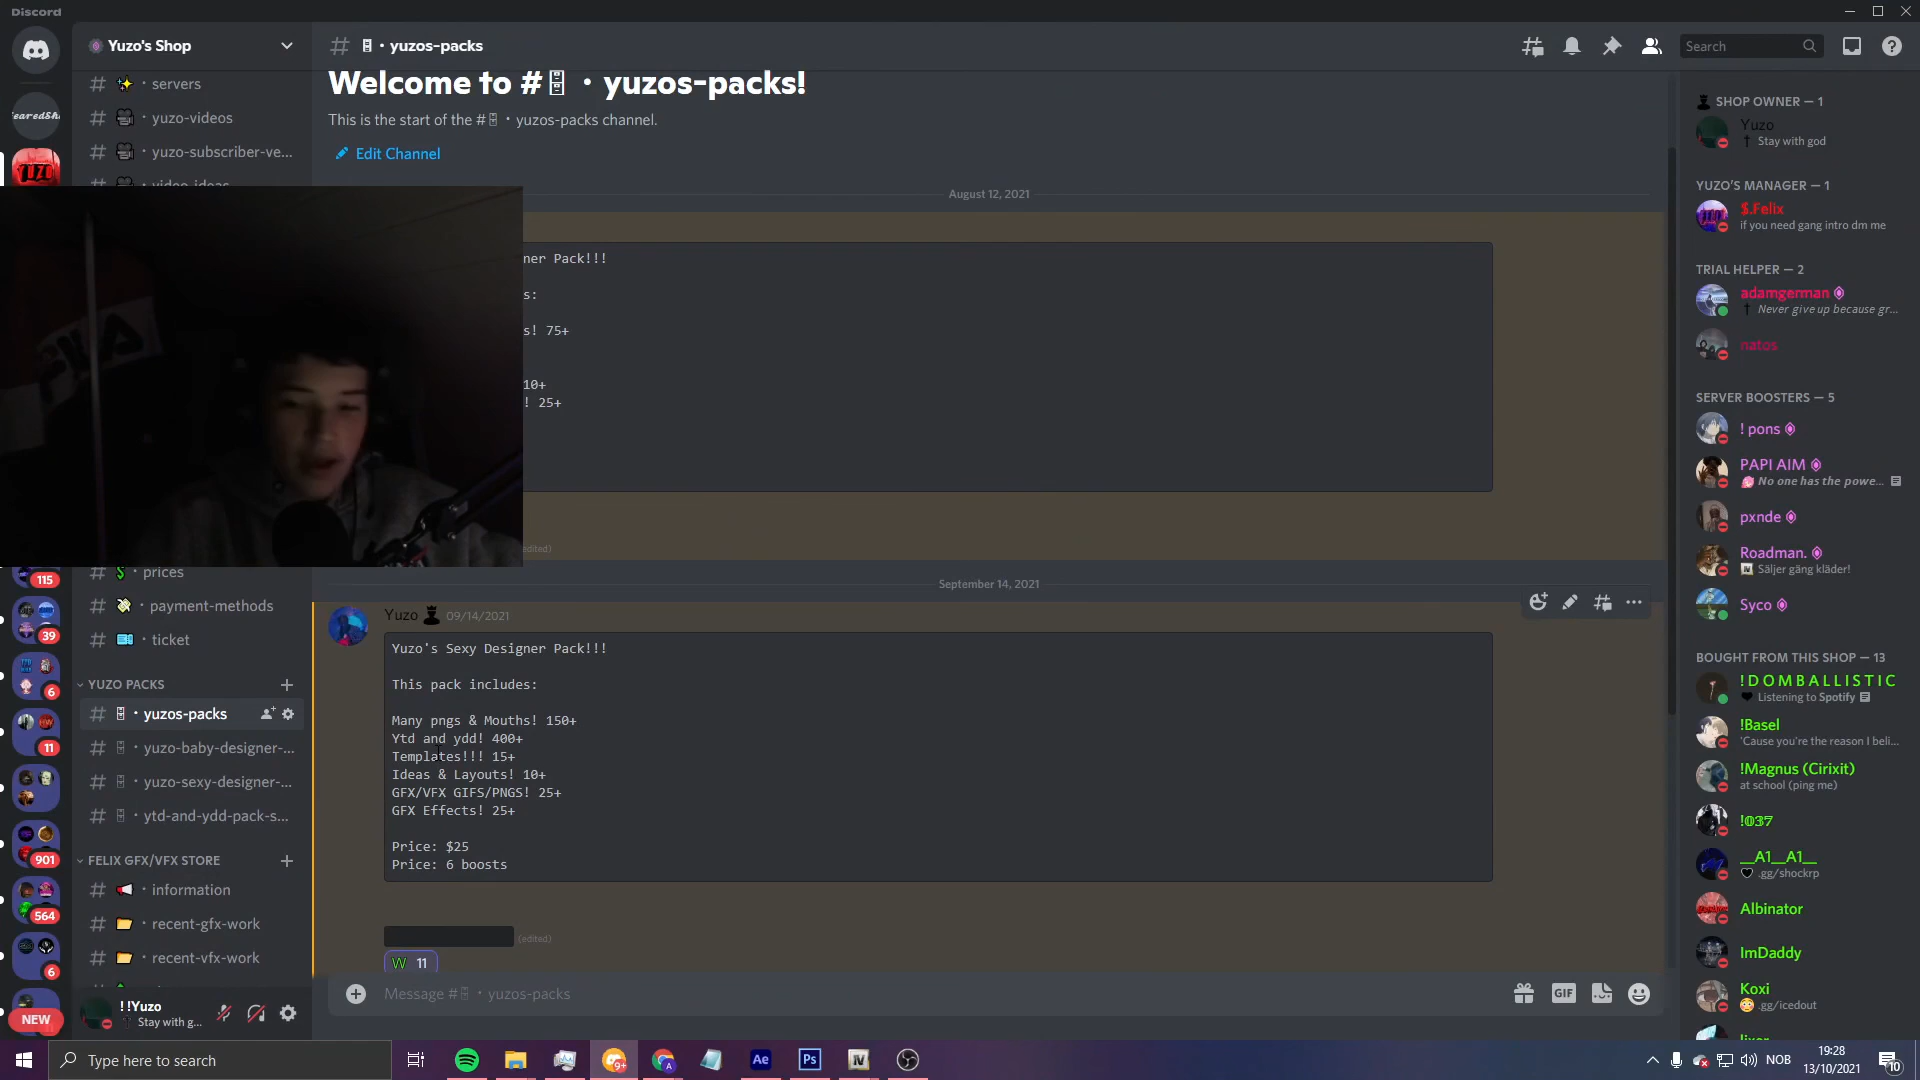 Discord
Yuzo's Shop
servers
yuzo-videos
yuzo-subscriber-ve...
YUZO
115
39
6
11
901
564
6
NEW
prices
payment-methods
ticket
YUZO PACKS
yuzos-packs
yuzo-baby-designer-...
yuzo-sexy-designer-...
ytd-and-ydd-pack-s...
FELIX GFX/VFX STORE
information
recent-gfx-work
recent-vfx-work
! !Yuzo
Stay with g...
# ・yuzos-packs
Search
Welcome to #・yuzos-packs!
This is the start of the #・yuzos-packs channel.
Edit Channel
August 12, 2021
ner Pack!!!
s:
s! 75+
10+
! 25+
edited)
September 14, 2021
Yuzo 09/14/2021
Yuzo's Sexy Designer Pack!!!
This pack includes:
Many pngs & Mouths! 150+
Ytd and ydd! 400+
Templates!!! 15+
Ideas & Layouts! 10+
GFX/VFX GIFS/PNGS! 25+
GFX Effects! 25+
Price: $25
Price: 6 boosts
(edited)
W 11
Message #・yuzos-packs
GIF
SHOP OWNER — 1
Yuzo
Stay with god
YUZO'S MANAGER — 1
$.Felix
if you need gang intro dm me
TRIAL HELPER — 2
adamgerman
Never give up because gr...
natos
SERVER BOOSTERS — 5
! pons
PAPI AIM
No one has the powe...
pxnde
Roadman.
Säljer gäng kläder!
Syco
BOUGHT FROM THIS SHOP — 13
! D O M B A L L I S T I C
Listening to Spotify
!Basel
'Cause you're the reason I beli...
!Magnus (Cirixit)
at school (ping me)
!037
__A1__A1__
.gg/shockrp
Albinator
ImDaddy
Koxi
.gg/icedout
Type here to search
9+
Ae
Ps
NOB
19:28
13/10/2021
10